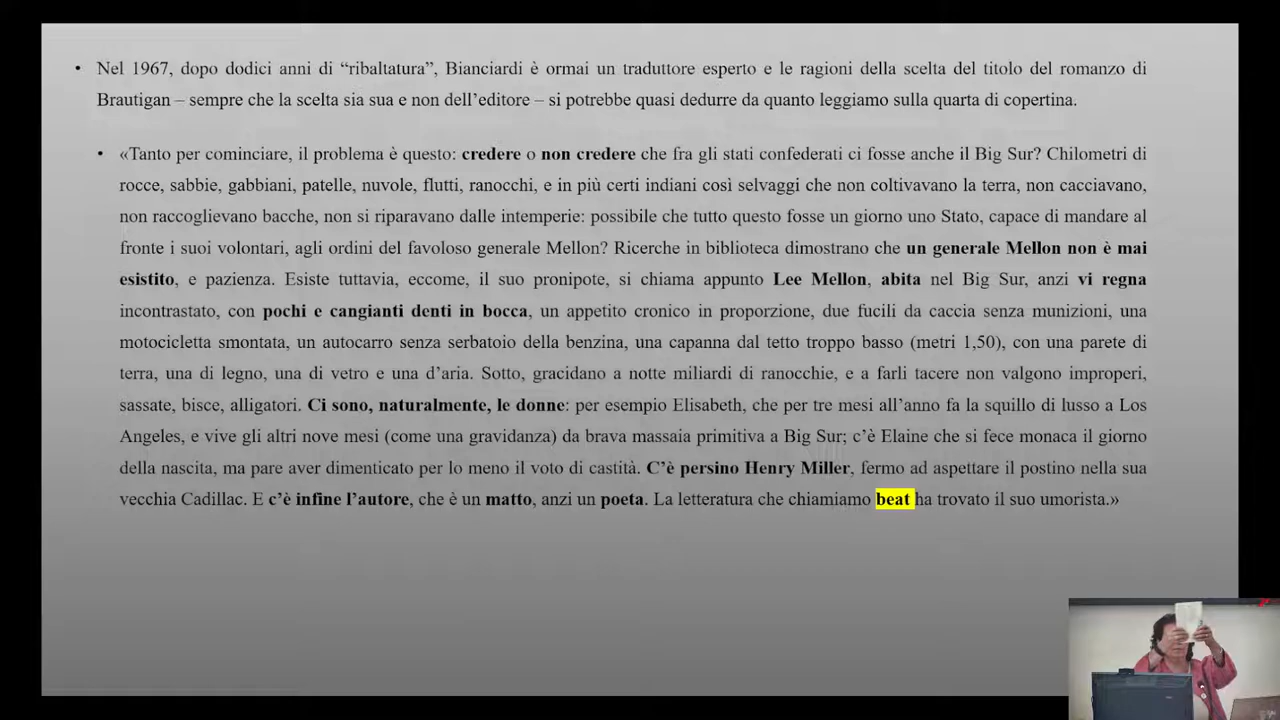 • Nel 1967, dopo dodici anni di “ribaltatura”, Bianciardi è ormai un traduttore esperto e le ragioni della scelta del titolo del romanzo di
Brautigan – sempre che la scelta sia sua e non dell’editore – si potrebbe quasi dedurre da quanto leggiamo sulla quarta di copertina.
• «Tanto per cominciare, il problema è questo: credere o non credere che fra gli stati confederati ci fosse anche il Big Sur? Chilometri di
rocce, sabbie, gabbiani, patelle, nuvole, flutti, ranocchi, e in più certi indiani così selvaggi che non coltivavano la terra, non cacciavano,
non raccoglievano bacche, non si riparavano dalle intemperie: possibile che tutto questo fosse un giorno uno Stato, capace di mandare al
fronte i suoi volontari, agli ordini del favoloso generale Mellon? Ricerche in biblioteca dimostrano che un generale Mellon non è mai
esistito, e pazienza. Esiste tuttavia, eccome, il suo pronipote, si chiama appunto Lee Mellon, abita nel Big Sur, anzi vi regna
incontrastato, con pochi e cangianti denti in bocca, un appetito cronico in proporzione, due fucili da caccia senza munizioni, una
motocicletta smontata, un autocarro senza serbatoio della benzina, una capanna dal tetto troppo basso (metri 1,50), con una parete di
terra, una di legno, una di vetro e una d’aria. Sotto, gracidano a notte miliardi di ranocchie, e a farli tacere non valgono improperi,
sassate, bisce, alligatori. Ci sono, naturalmente, le donne: per esempio Elisabeth, che per tre mesi all’anno fa la squillo di lusso a Los
Angeles, e vive gli altri nove mesi (come una gravidanza) da brava massaia primitiva a Big Sur; c’è Elaine che si fece monaca il giorno
della nascita, ma pare aver dimenticato per lo meno il voto di castità. C’è persino Henry Miller, fermo ad aspettare il postino nella sua
vecchia Cadillac. E c’è infine l’autore, che è un matto, anzi un poeta. La letteratura che chiamiamo beat ha trovato il suo umorista.»